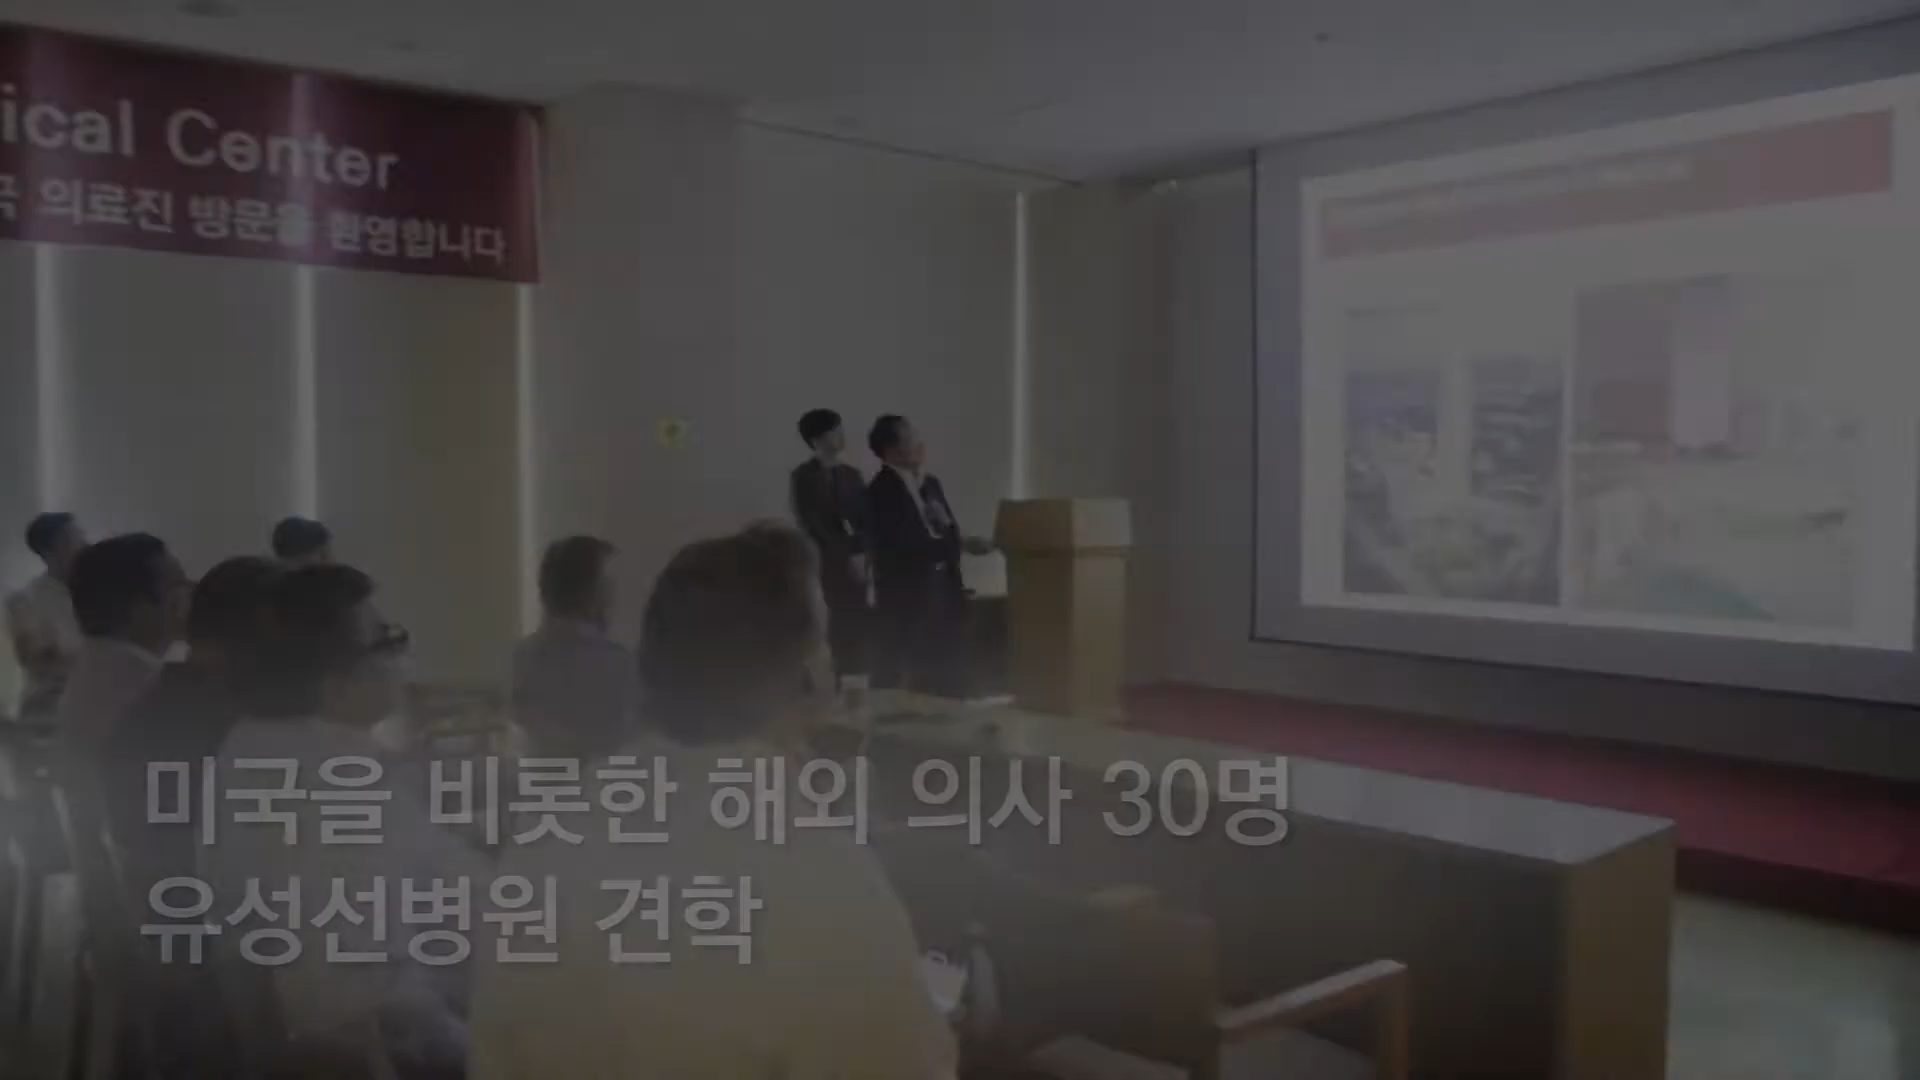 ical Center
의료진 방문을 환영합니다
미국을 비롯한 해외 의사 30명
유성선병원 견학